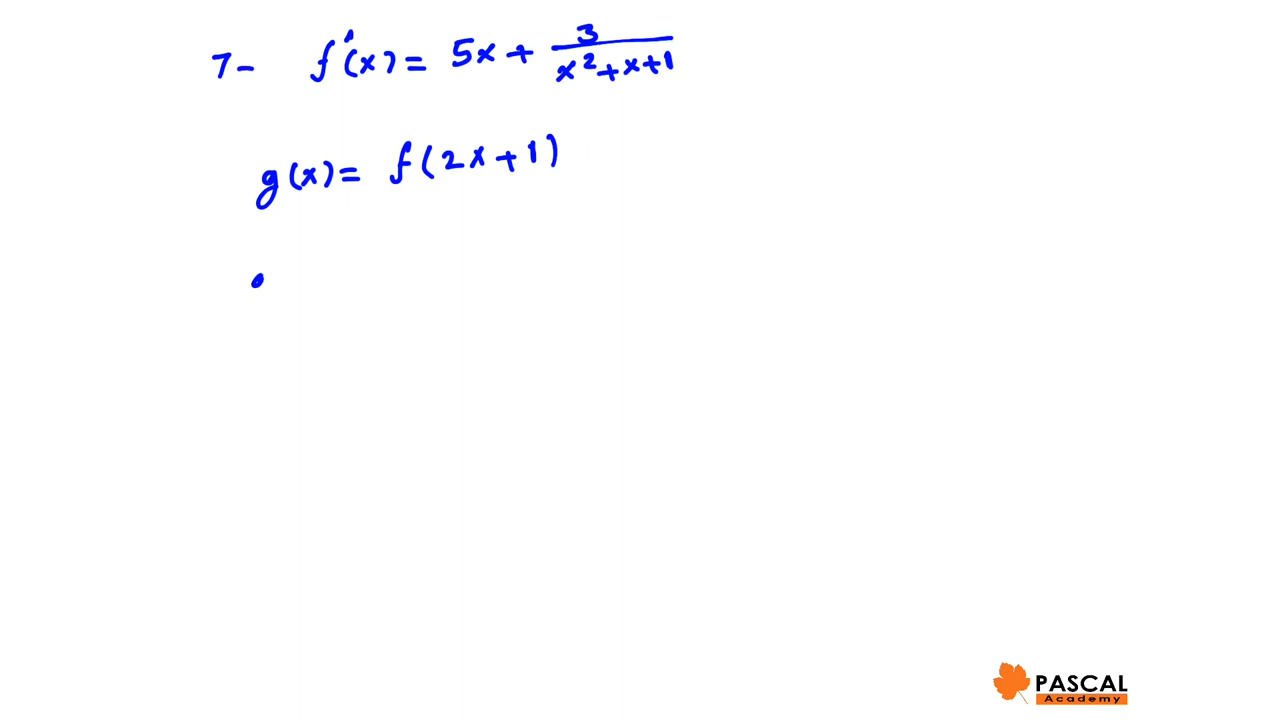 7- f'(x) = 5x + 3/(x²+x+1)
g(x) = f(2x+1)
PASCAL
Academy